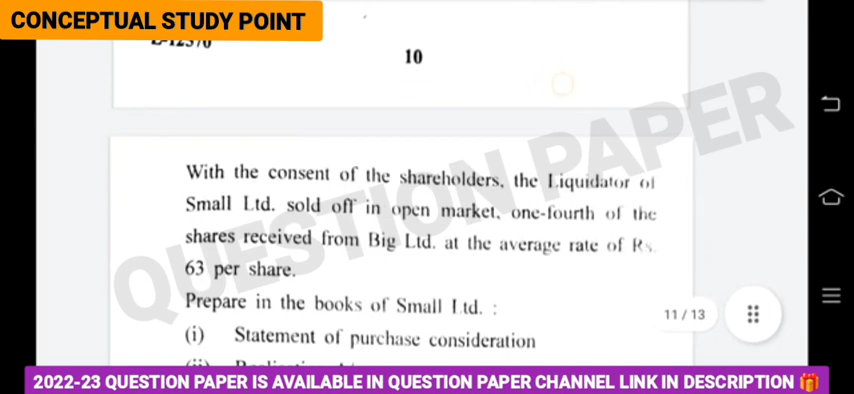 CONCEPTUAL STUDY POINT
10
With the consent of the shareholders, the Liquidator of
Small Ltd. sold off in open market, one-fourth of the
shares received from Big Ltd. at the average rate of Rs.
63 per share.
Prepare in the books of Small Ltd. :
11 / 13
(i) Statement of purchase consideration
QUESTION PAPER
2022-23 QUESTION PAPER IS AVAILABLE IN QUESTION PAPER CHANNEL LINK IN DESCRIPTION